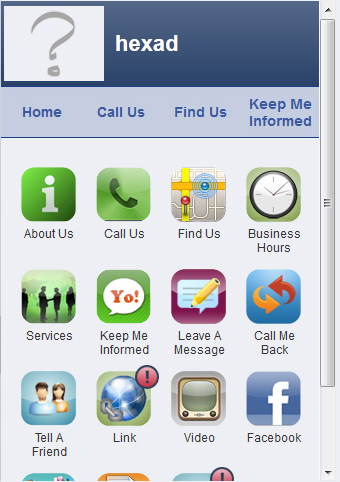 ?
hexad
Home Call Us Find Us Keep Me
Informed
i
About Us Call Us Find Us Business
Hours
Yo!
Services Keep Me Leave A Call Me
Informed Message Back
!
f
Tell A Link Video Facebook
Friend
!